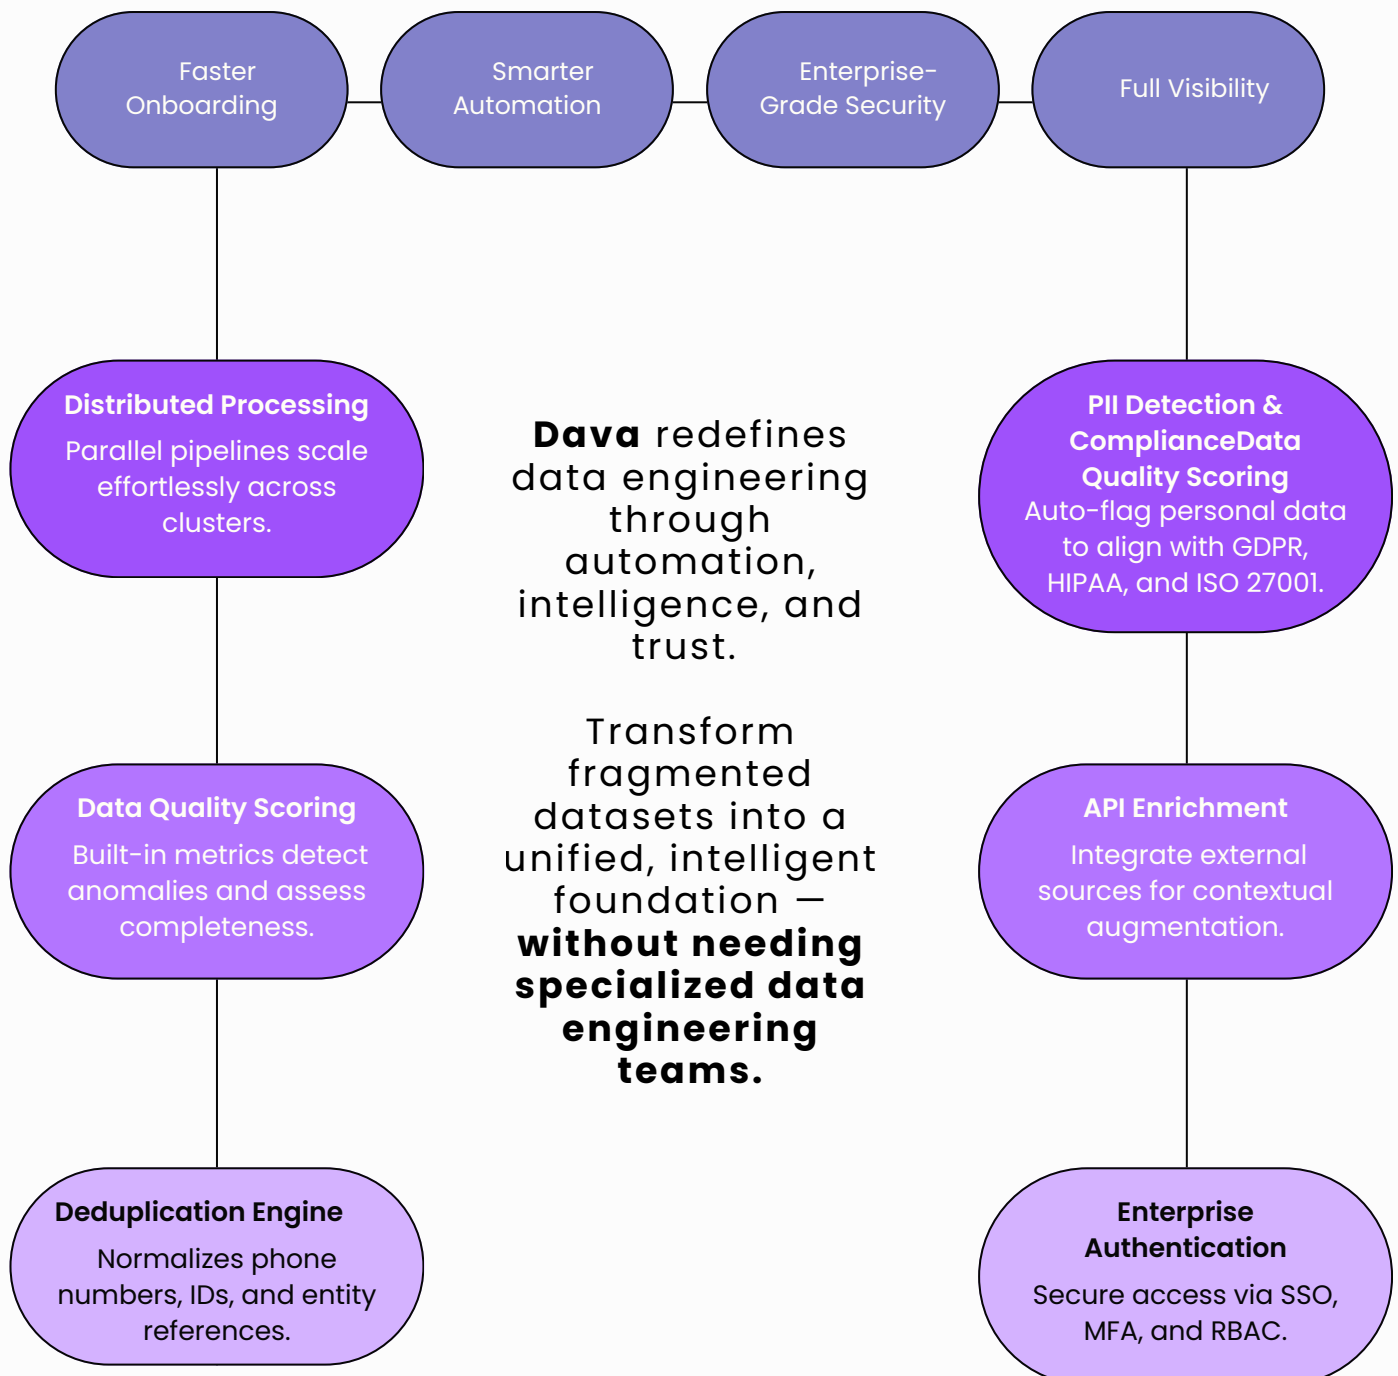 Faster
Onboarding
Smarter
Automation
Enterprise-
Grade Security
Full Visibility
Distributed Processing
Parallel pipelines scale
effortlessly across
clusters.
Data Quality Scoring
Built-in metrics detect
anomalies and assess
completeness.
Deduplication Engine
Normalizes phone
numbers, IDs, and entity
references.
Dava redefines
data engineering
through
automation,
intelligence, and
trust.
Transform
fragmented
datasets into a
unified, intelligent
foundation —
without needing
specialized data
engineering
teams.
PII Detection &
ComplianceData
Quality Scoring
Auto-flag personal data
to align with GDPR,
HIPAA, and ISO 27001.
API Enrichment
Integrate external
sources for contextual
augmentation.
Enterprise
Authentication
Secure access via SSO,
MFA, and RBAC.